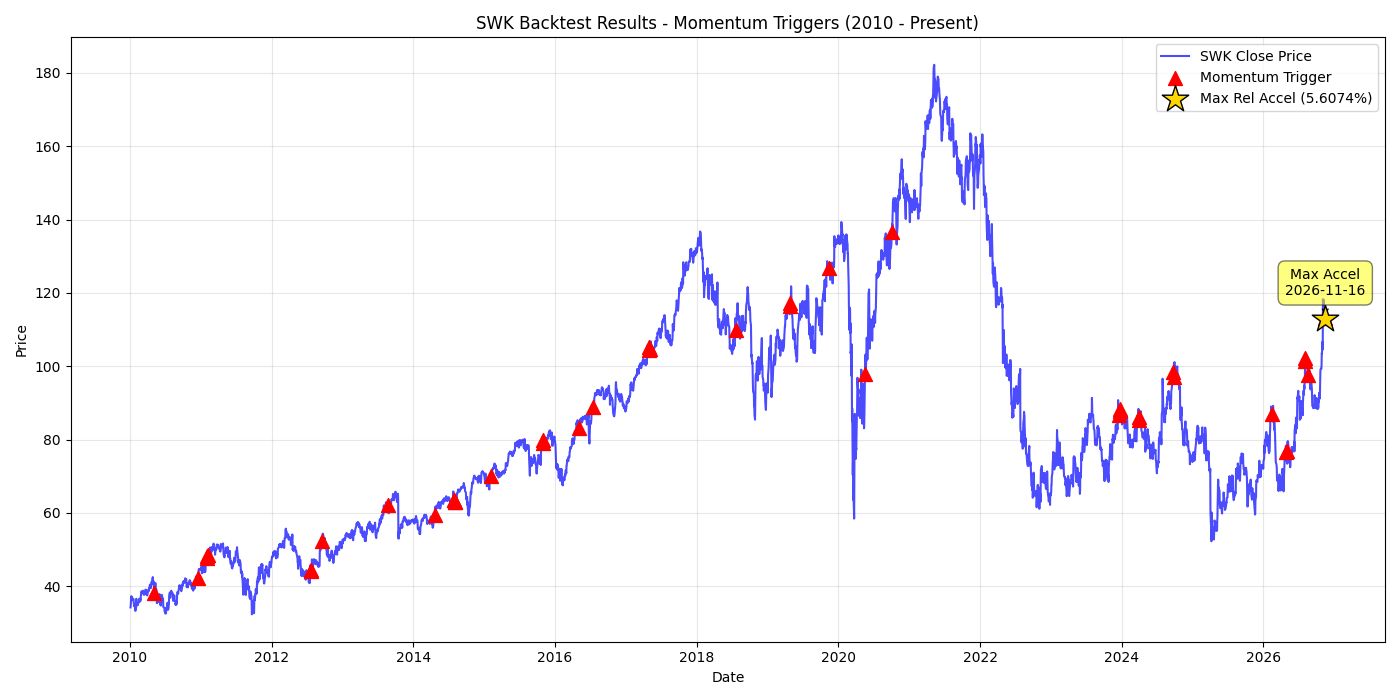 SWK Backtest Results - Momentum Triggers (2010 - Present)
SWK Close Price
Momentum Trigger
Max Rel Accel (5.6074%)
Max Accel
2026-11-16
Price
180
160
140
120
100
80
60
40
2010
2012
2014
2016
2018
2020
2022
2024
2026
Date